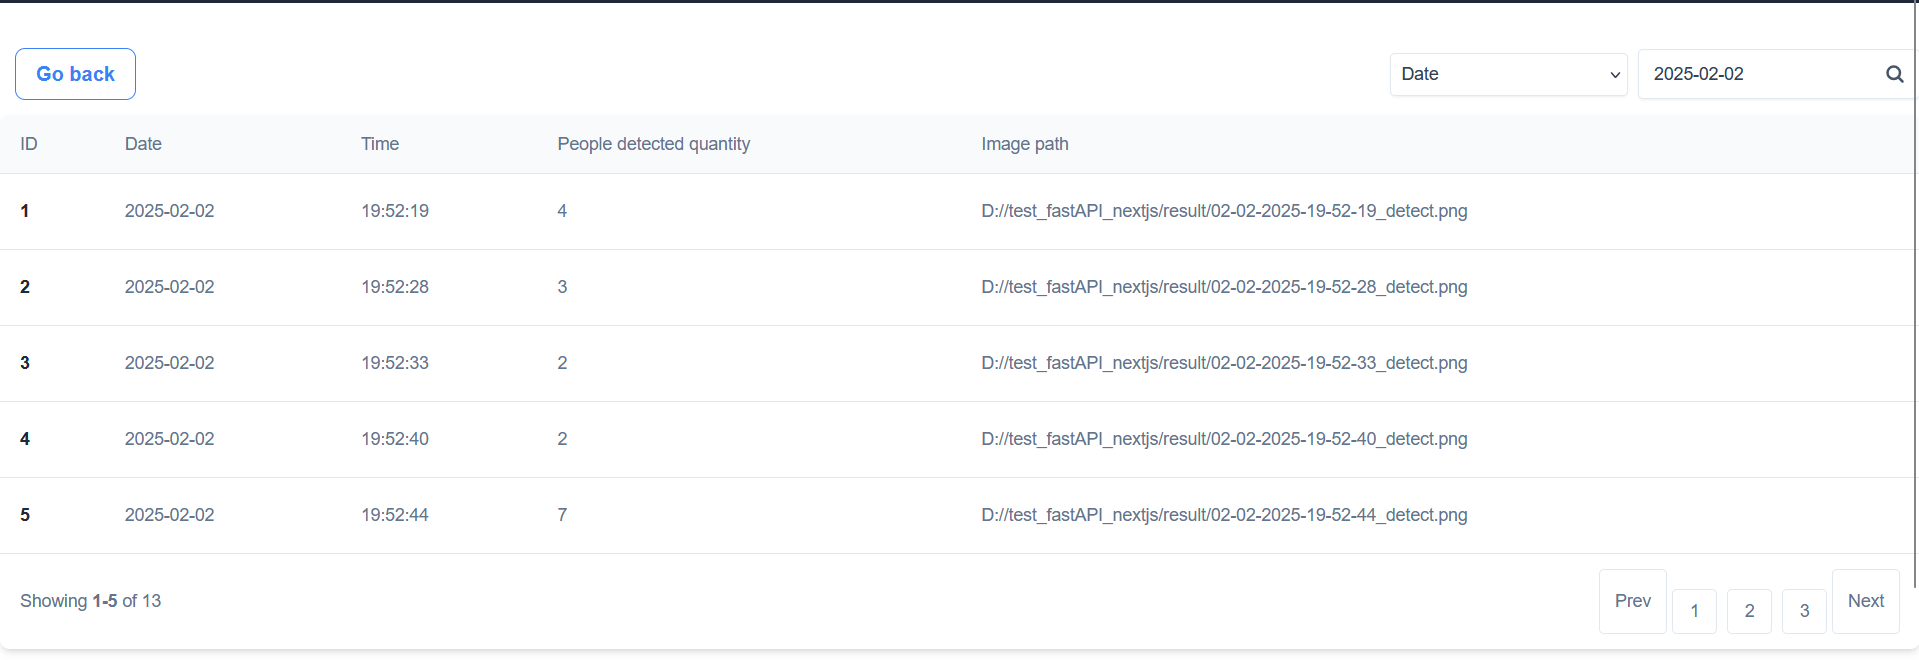 Go back
Date
2025-02-02
ID Date Time People detected quantity Image path
1 2025-02-02 19:52:19 4 D://test_fastAPI_nextjs/result/02-02-2025-19-52-19_detect.png
2 2025-02-02 19:52:28 3 D://test_fastAPI_nextjs/result/02-02-2025-19-52-28_detect.png
3 2025-02-02 19:52:33 2 D://test_fastAPI_nextjs/result/02-02-2025-19-52-33_detect.png
4 2025-02-02 19:52:40 2 D://test_fastAPI_nextjs/result/02-02-2025-19-52-40_detect.png
5 2025-02-02 19:52:44 7 D://test_fastAPI_nextjs/result/02-02-2025-19-52-44_detect.png
Showing 1-5 of 13
Prev 1 2 3 Next